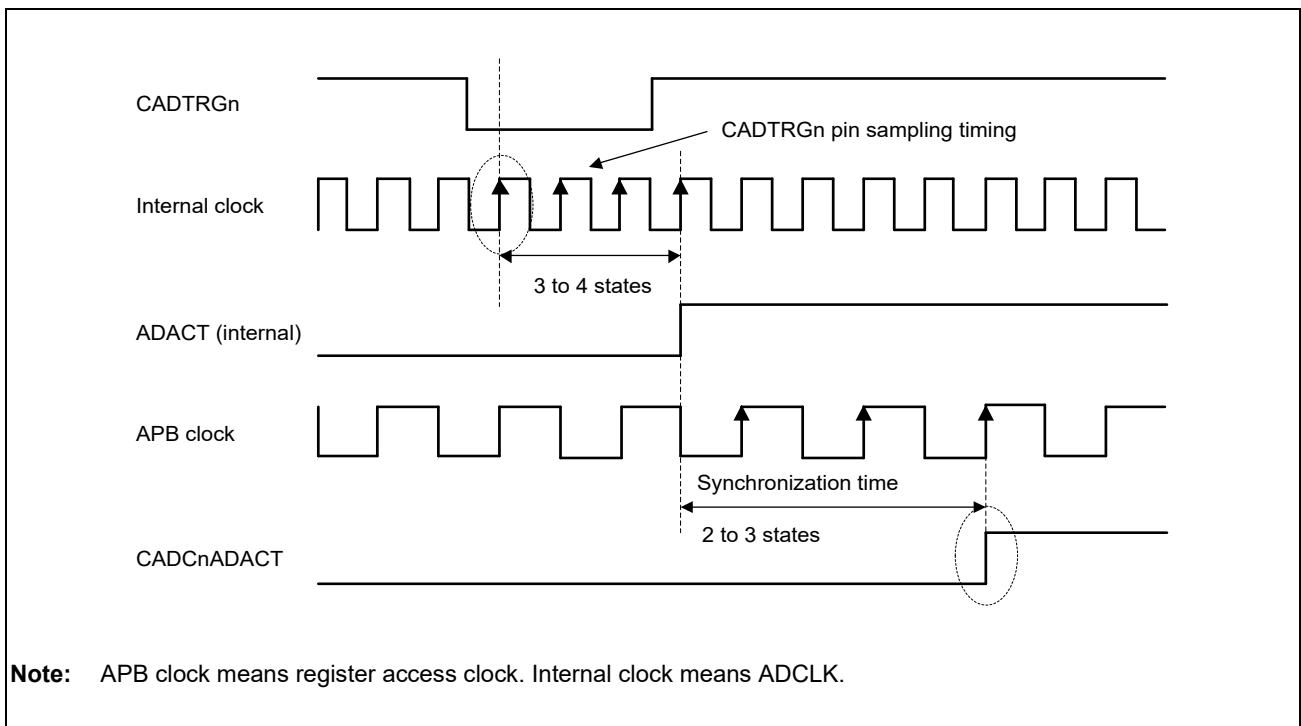 CADTRGn
CADTRGn pin sampling timing
Internal clock
3 to 4 states
ADACT (internal)
APB clock
Synchronization time
2 to 3 states
CADCnADACT
Note: APB clock means register access clock. Internal clock means ADCLK.